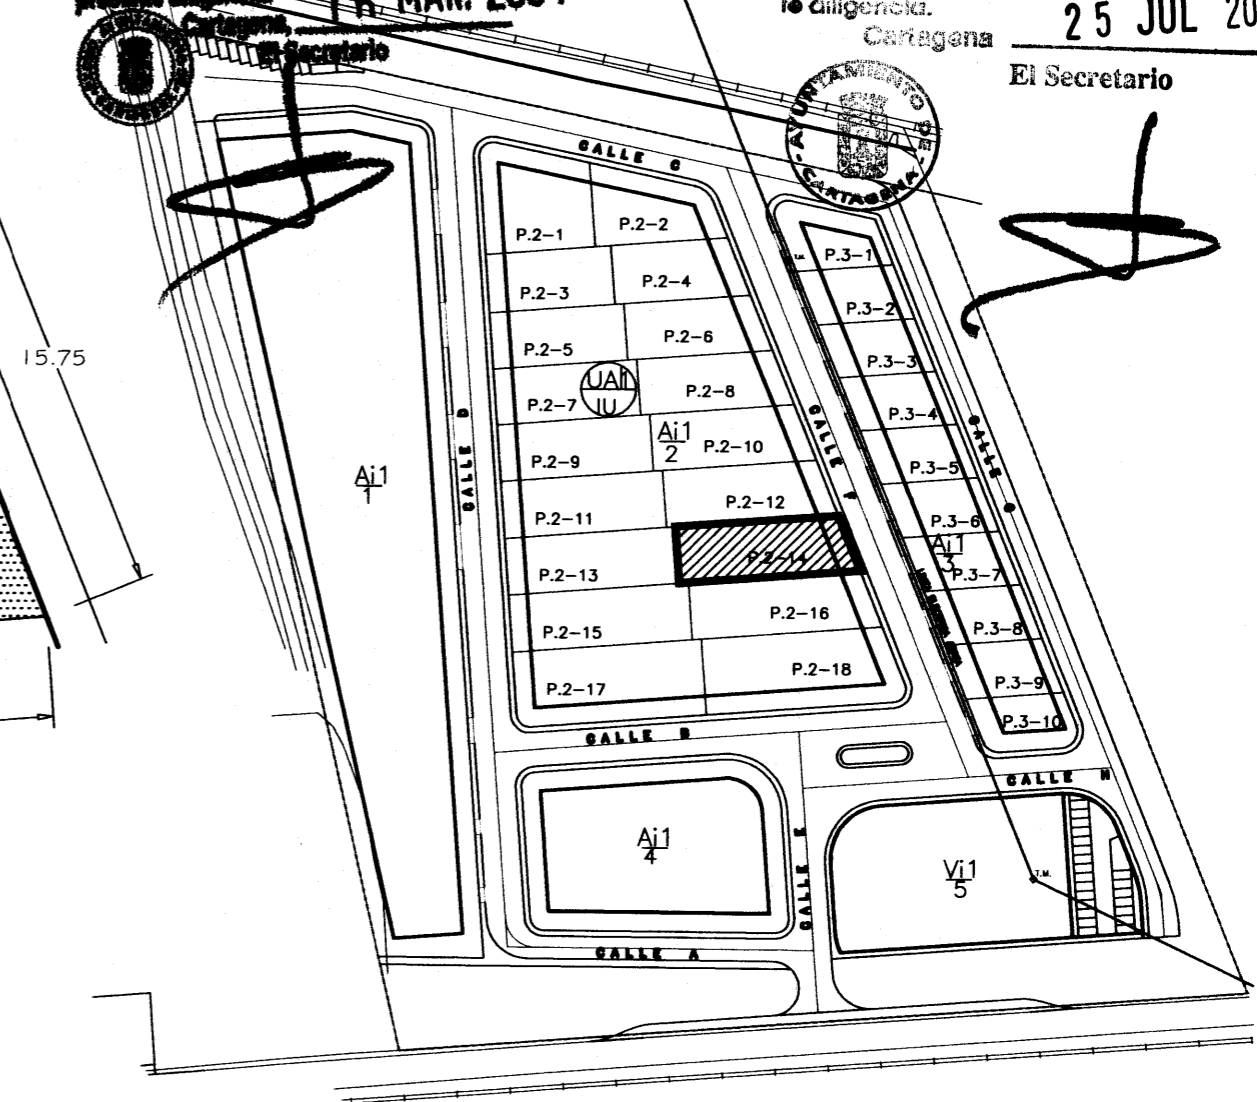 Cartagena,
El Secretario
Cartagena
25 JUL 20
El Secretario
AYUNTAMIENTO DE
CARTAGENA
15.75
CALLE C
P.2-1
P.2-2
P.2-3
P.2-4
P.2-5
P.2-6
P.2-7
UA1
IU
P.2-8
P.2-9
Ai1
2
P.2-10
P.2-11
P.2-12
P.2-13
P.2-14
P.2-15
P.2-16
P.2-17
P.2-18
P.3-1
P.3-2
P.3-3
P.3-4
P.3-5
P.3-6
Ai1
3
P.3-7
P.3-8
P.3-9
P.3-10
Ai1
1
CALLE D
CALLE
CALLE
CALLE B
CALLE H
Ai1
4
CALLE E
Vi1
5
T.M.
CALLE A